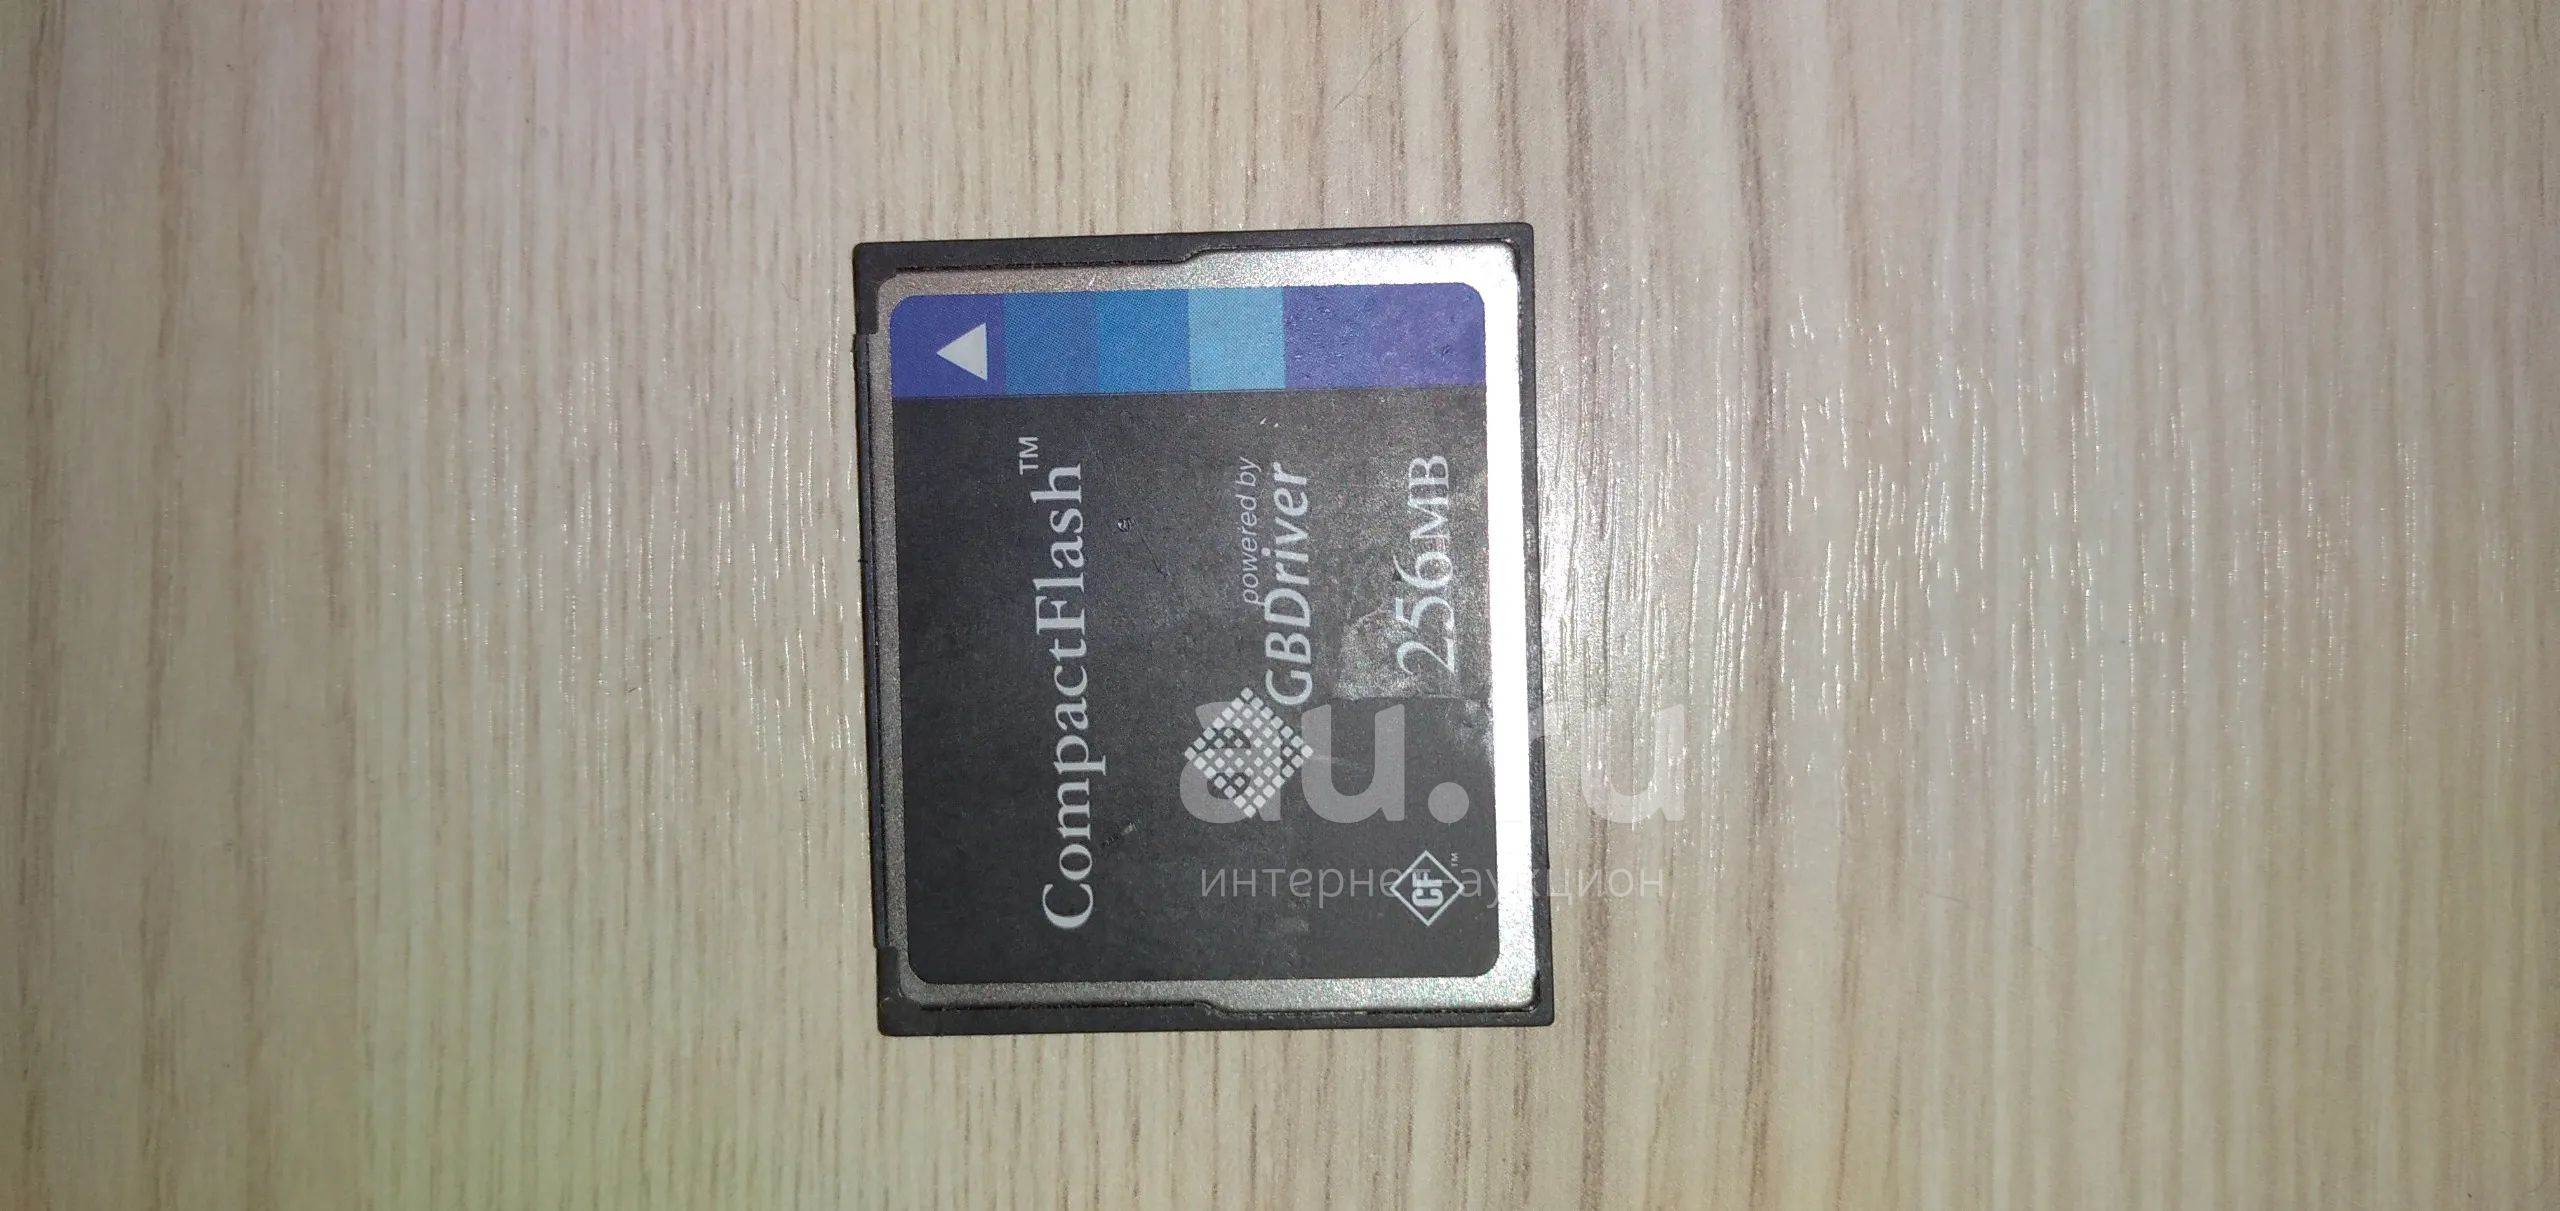 CompactFlash™
powered by
GBDriver
CF™
256MB
au.ru
интернет-аукцион